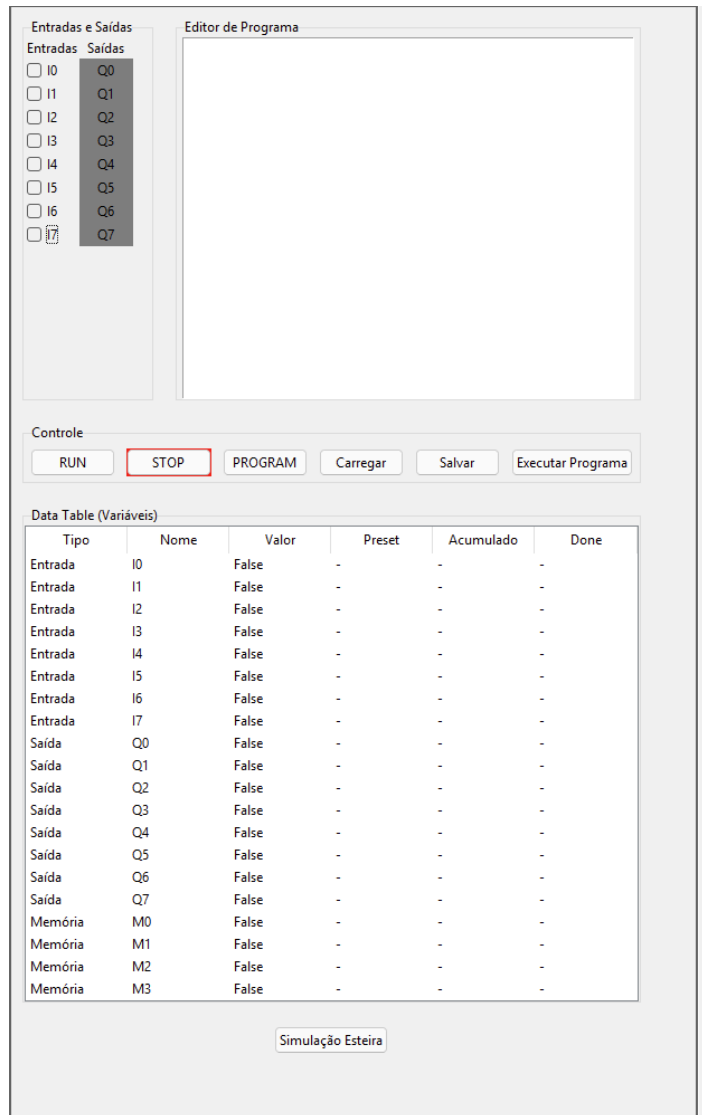 Entradas e Saídas
Entradas Saídas
I0 Q0
I1 Q1
I2 Q2
I3 Q3
I4 Q4
I5 Q5
I6 Q6
I7 Q7
Editor de Programa
Controle
RUN STOP PROGRAM Carregar Salvar Executar Programa
Data Table (Variáveis)
Tipo Nome Valor Preset Acumulado Done
Entrada I0 False - - -
Entrada I1 False - - -
Entrada I2 False - - -
Entrada I3 False - - -
Entrada I4 False - - -
Entrada I5 False - - -
Entrada I6 False - - -
Entrada I7 False - - -
Saída Q0 False - - -
Saída Q1 False - - -
Saída Q2 False - - -
Saída Q3 False - - -
Saída Q4 False - - -
Saída Q5 False - - -
Saída Q6 False - - -
Saída Q7 False - - -
Memória M0 False - - -
Memória M1 False - - -
Memória M2 False - - -
Memória M3 False - - -
Simulação Esteira